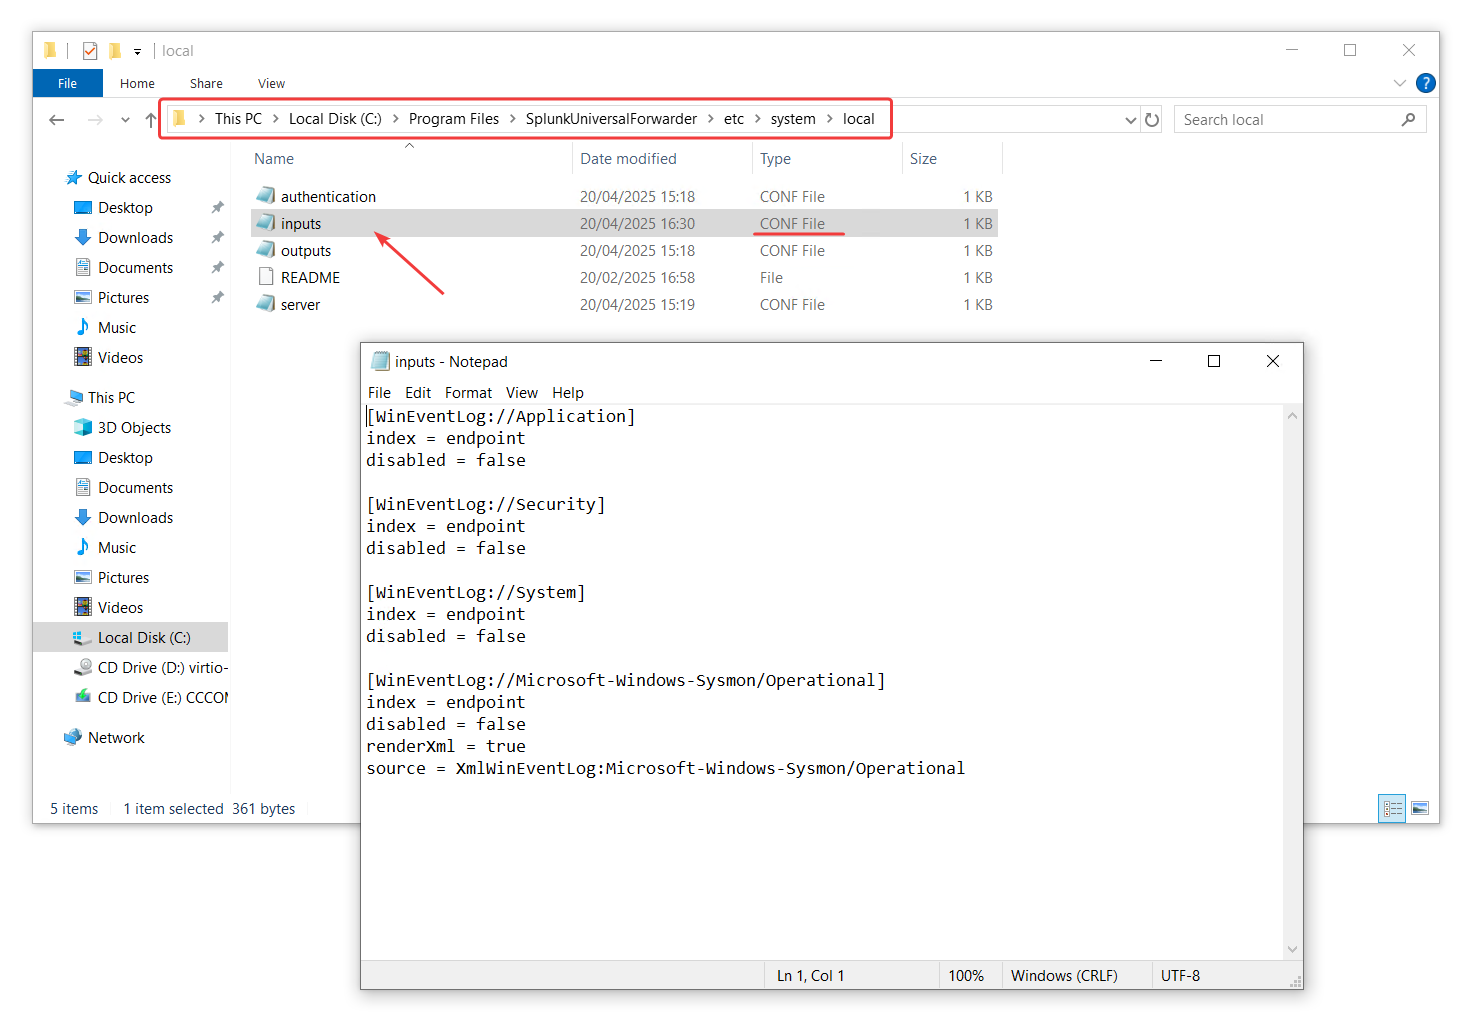 local
File Home Share View
This PC Local Disk (C:) Program Files SplunkUniversalForwarder etc system local
Search local
Name Date modified Type Size
Quick access
Desktop
Downloads
Documents
Pictures
Music
Videos
This PC
3D Objects
Desktop
Documents
Downloads
Music
Pictures
Videos
Local Disk (C:)
CD Drive (D:) virtio-
CD Drive (E:) CCCOM
Network
authentication 20/04/2025 15:18 CONF File 1 KB
inputs 20/04/2025 16:30 CONF File 1 KB
outputs 20/04/2025 15:18 CONF File 1 KB
README 20/02/2025 16:58 File 1 KB
server 20/04/2025 15:19 CONF File 1 KB
5 items 1 item selected 361 bytes
inputs - Notepad
File Edit Format View Help
[WinEventLog://Application]
index = endpoint
disabled = false
[WinEventLog://Security]
index = endpoint
disabled = false
[WinEventLog://System]
index = endpoint
disabled = false
[WinEventLog://Microsoft-Windows-Sysmon/Operational]
index = endpoint
disabled = false
renderXml = true
source = XmlWinEventLog:Microsoft-Windows-Sysmon/Operational
Ln 1, Col 1 100% Windows (CRLF) UTF-8